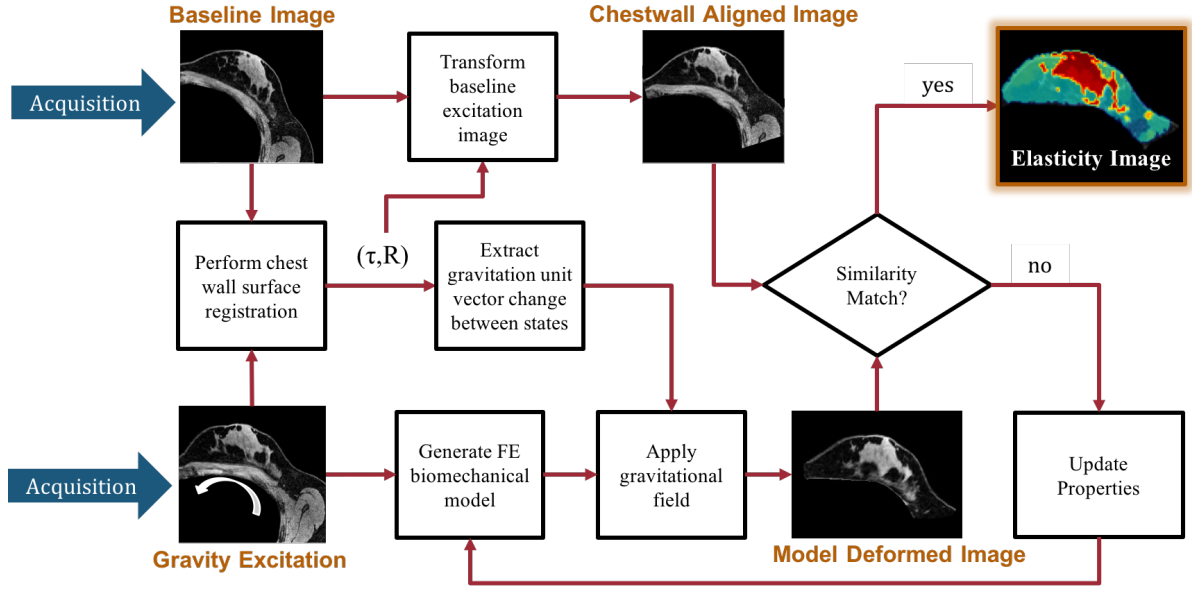 Baseline Image
Chestwall Aligned Image
Acquisition
Transform
baseline
excitation
image
yes
Elasticity Image
Perform chest
wall surface
registration
(τ,R)
Extract
gravitation unit
vector change
between states
Similarity
Match?
no
Acquisition
Generate FE
biomechanical
model
Apply
gravitational
field
Update
Properties
Gravity Excitation
Model Deformed Image